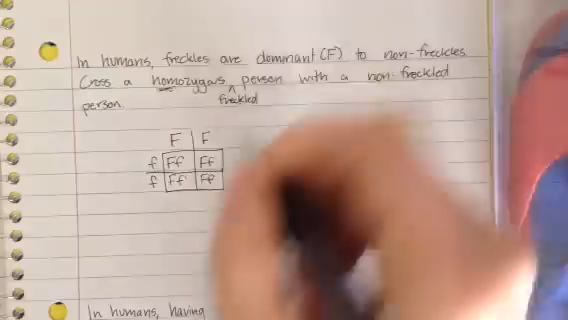 In humans, freckles are dominant (F) to non-freckles.
Cross a homozygous person with a non-freckled
^ freckled
person.
F F
f Ff Ff
f Ff Ff
In humans, having